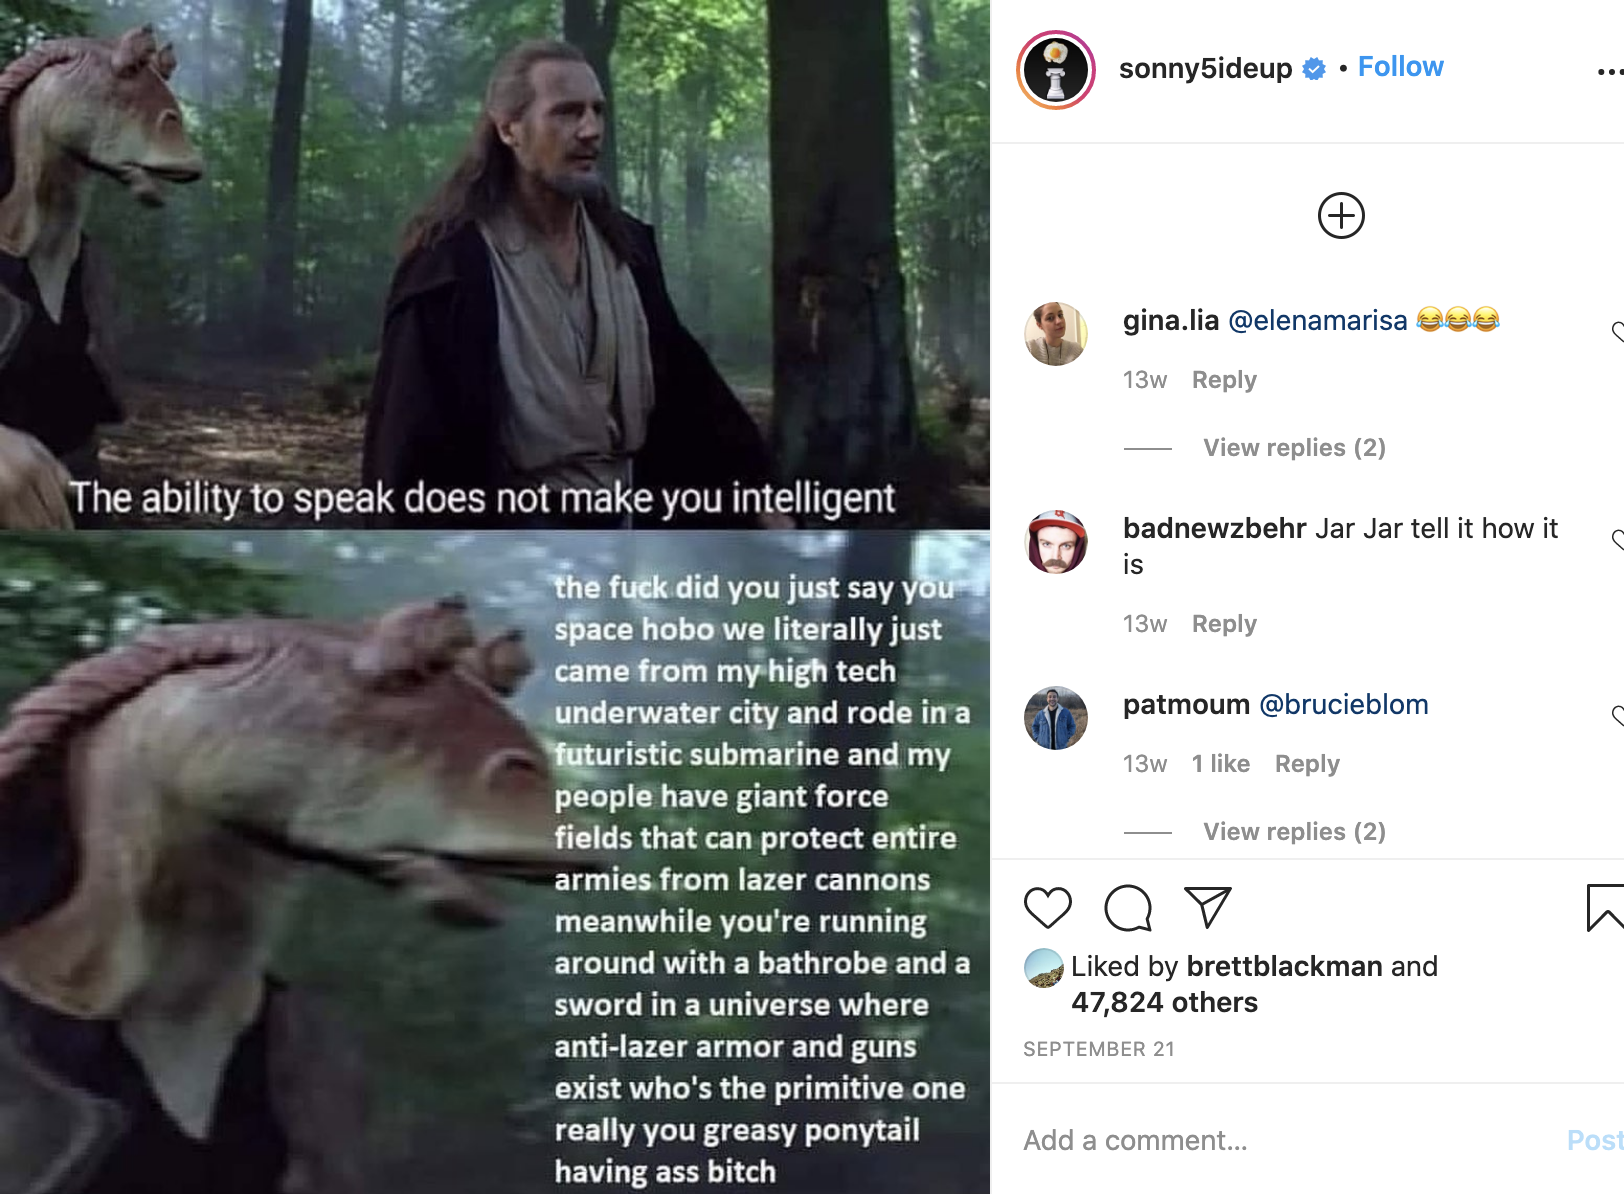 The ability to speak does not make you intelligent
the fuck did you just say you
space hobo we literally just
came from my high tech
underwater city and rode in a
futuristic submarine and my
people have giant force
fields that can protect entire
armies from lazer cannons
meanwhile you're running
around with a bathrobe and a
sword in a universe where
anti-lazer armor and guns
exist who's the primitive one
really you greasy ponytail
having ass bitch
sonny5ideup • Follow
gina.lia @elenamarisa 😂😂😂
13w Reply
View replies (2)
badnewzbehr Jar Jar tell it how it
is
13w Reply
patmoum @brucieblom
13w 1 like Reply
View replies (2)
Liked by brettblackman and
47,824 others
SEPTEMBER 21
Add a comment...
Post